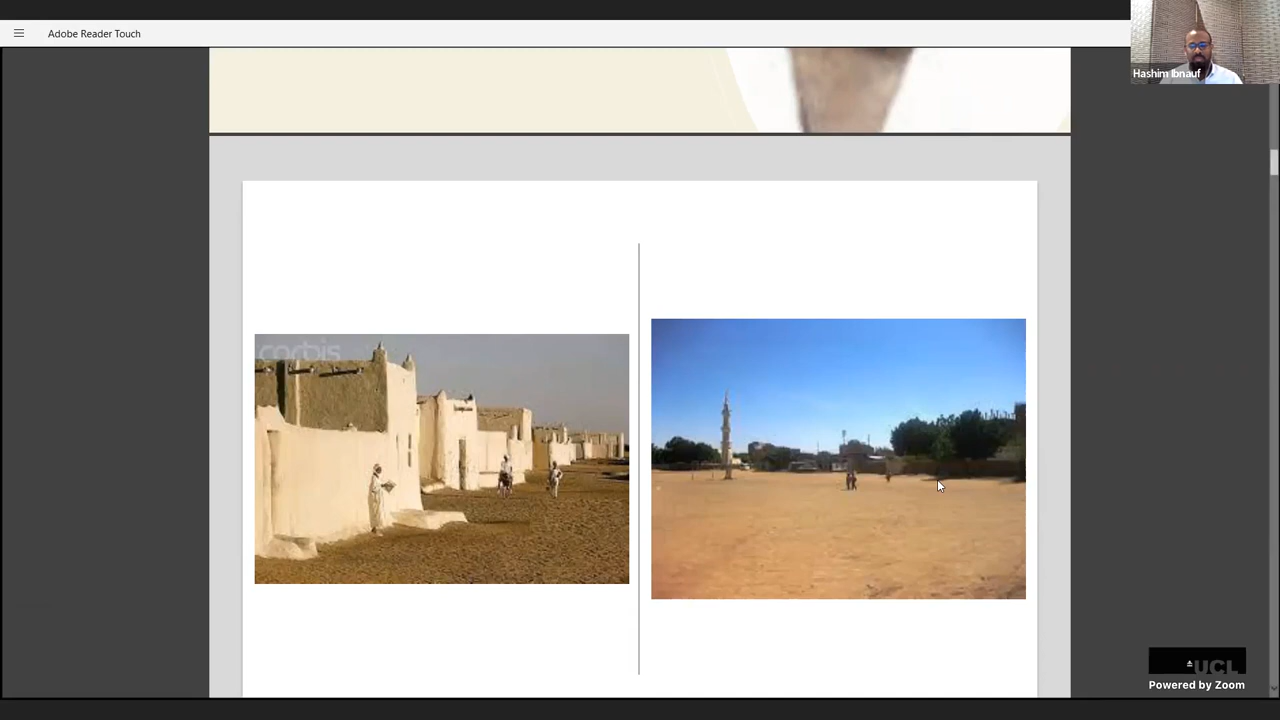 Adobe Reader Touch
Hashim Ibnauf
corbis
UCL
Powered by Zoom